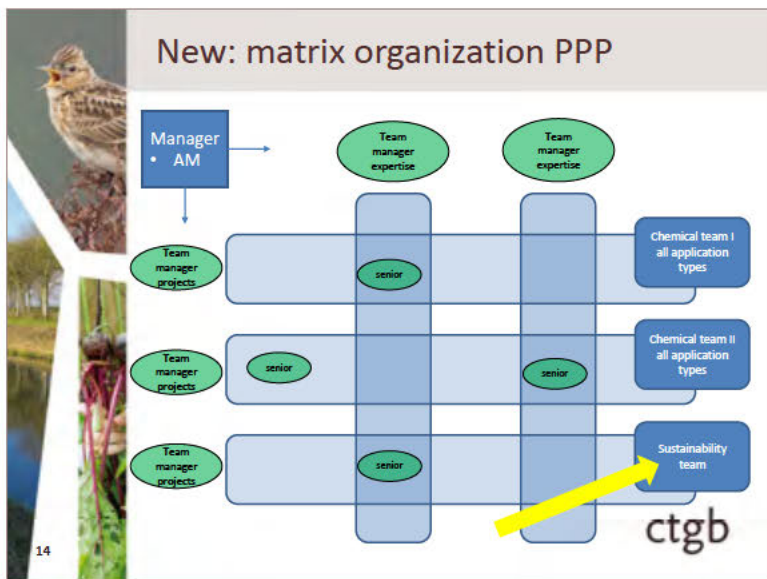 New: matrix organization PPP
Manager
• AM
Team
manager
expertise
Team
manager
expertise
Team
manager
projects
senior
Chemical team I
all application
types
Team
manager
projects
senior
senior
Chemical team II
all application
types
Team
manager
projects
senior
Sustainability
team
ctgb
14